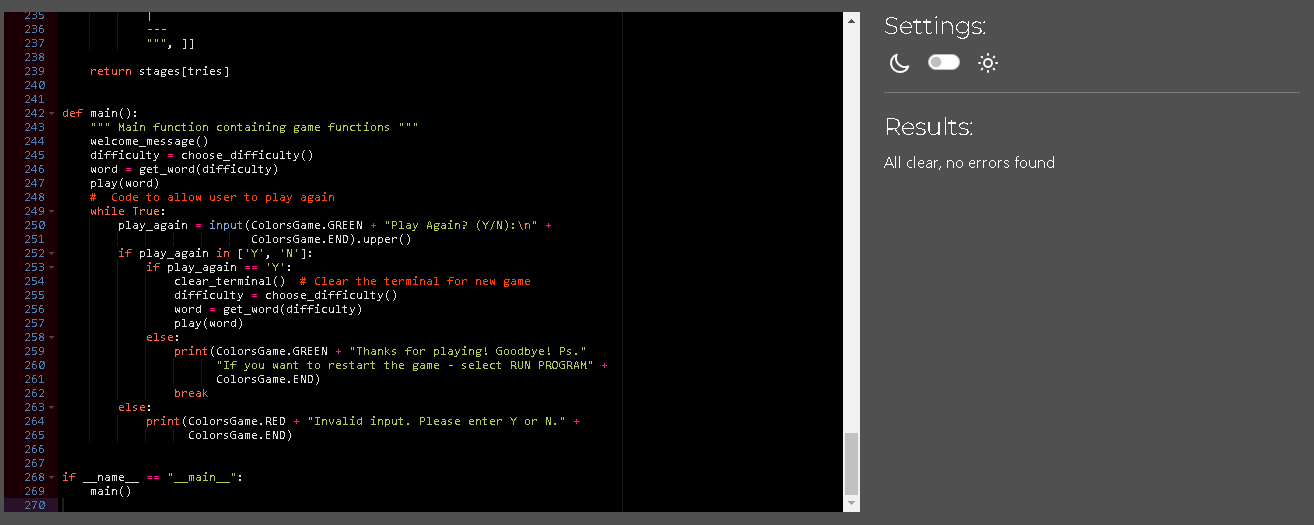 235         |
236         ---
237         """, ]]
238
239     return stages[tries]
240
241
242 def main():
243     """ Main function containing game functions """
244     welcome_message()
245     difficulty = choose_difficulty()
246     word = get_word(difficulty)
247     play(word)
248     #  Code to allow user to play again
249     while True:
250         play_again = input(ColorsGame.GREEN + "Play Again? (Y/N):\n" +
251                            ColorsGame.END).upper()
252         if play_again in ['Y', 'N']:
253             if play_again == 'Y':
254                 clear_terminal()  # Clear the terminal for new game
255                 difficulty = choose_difficulty()
256                 word = get_word(difficulty)
257                 play(word)
258             else:
259                 print(ColorsGame.GREEN + "Thanks for playing! Goodbye! Ps."
260                       "If you want to restart the game - select RUN PROGRAM" +
261                       ColorsGame.END)
262                 break
263         else:
264             print(ColorsGame.RED + "Invalid input. Please enter Y or N." +
265                   ColorsGame.END)
266
267
268 if __name__ == "__main__":
269     main()
270
Settings:
Results:
All clear, no errors found